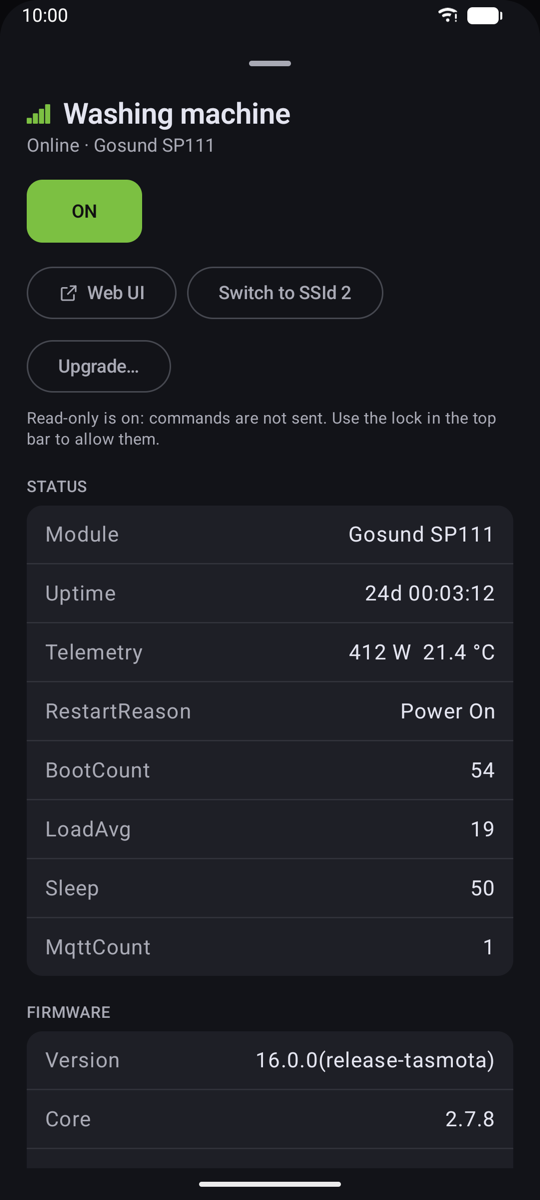 10:00
Washing machine
Online · Gosund SP111
ON
Web UI
Switch to SSId 2
Upgrade…
Read-only is on: commands are not sent. Use the lock in the top
bar to allow them.
STATUS
Module Gosund SP111
Uptime 24d 00:03:12
Telemetry 412 W 21.4 °C
RestartReason Power On
BootCount 54
LoadAvg 19
Sleep 50
MqttCount 1
FIRMWARE
Version 16.0.0(release-tasmota)
Core 2.7.8